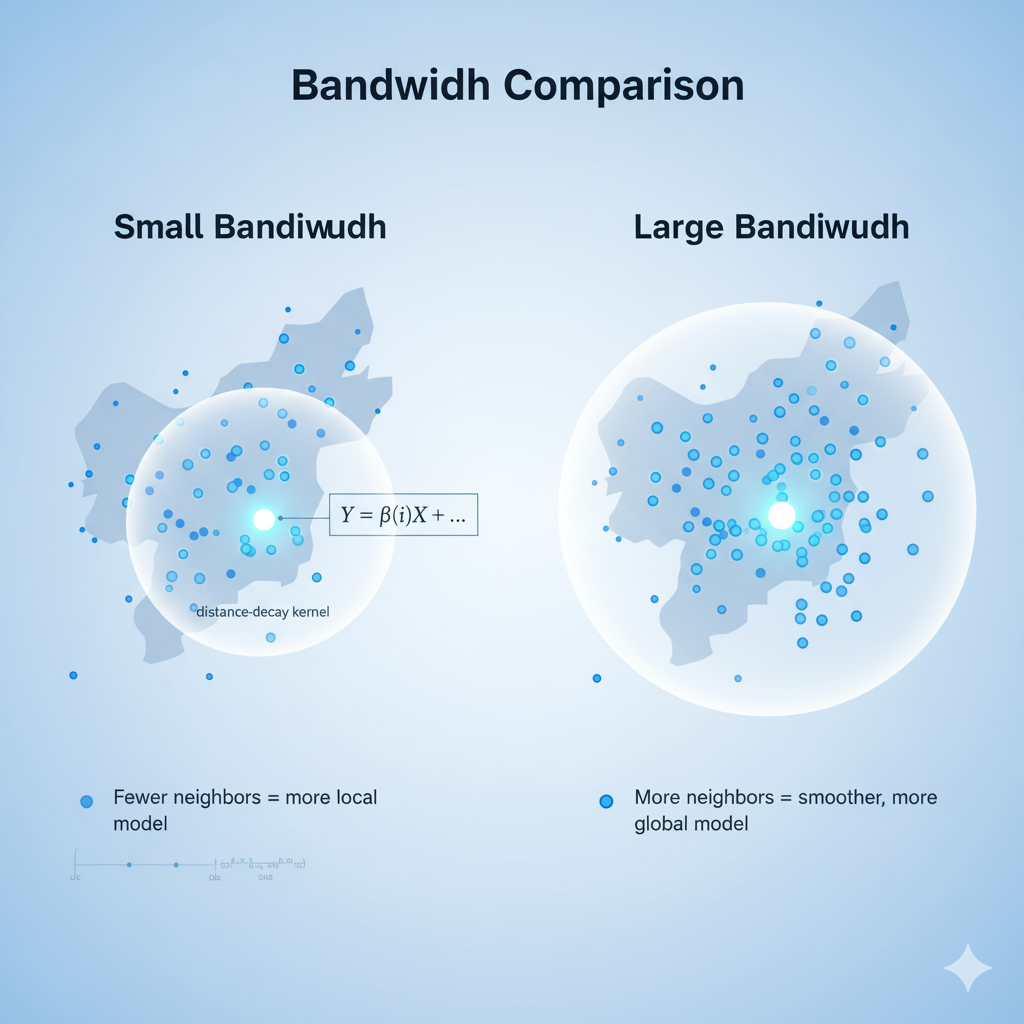 Bandwidh Comparison
Small Bandiwudh
Large Bandiwudh
Y = β(i)X + ...
distance-decay kernel
Fewer neighbors = more local
model
More neighbors = smoother, more
global model